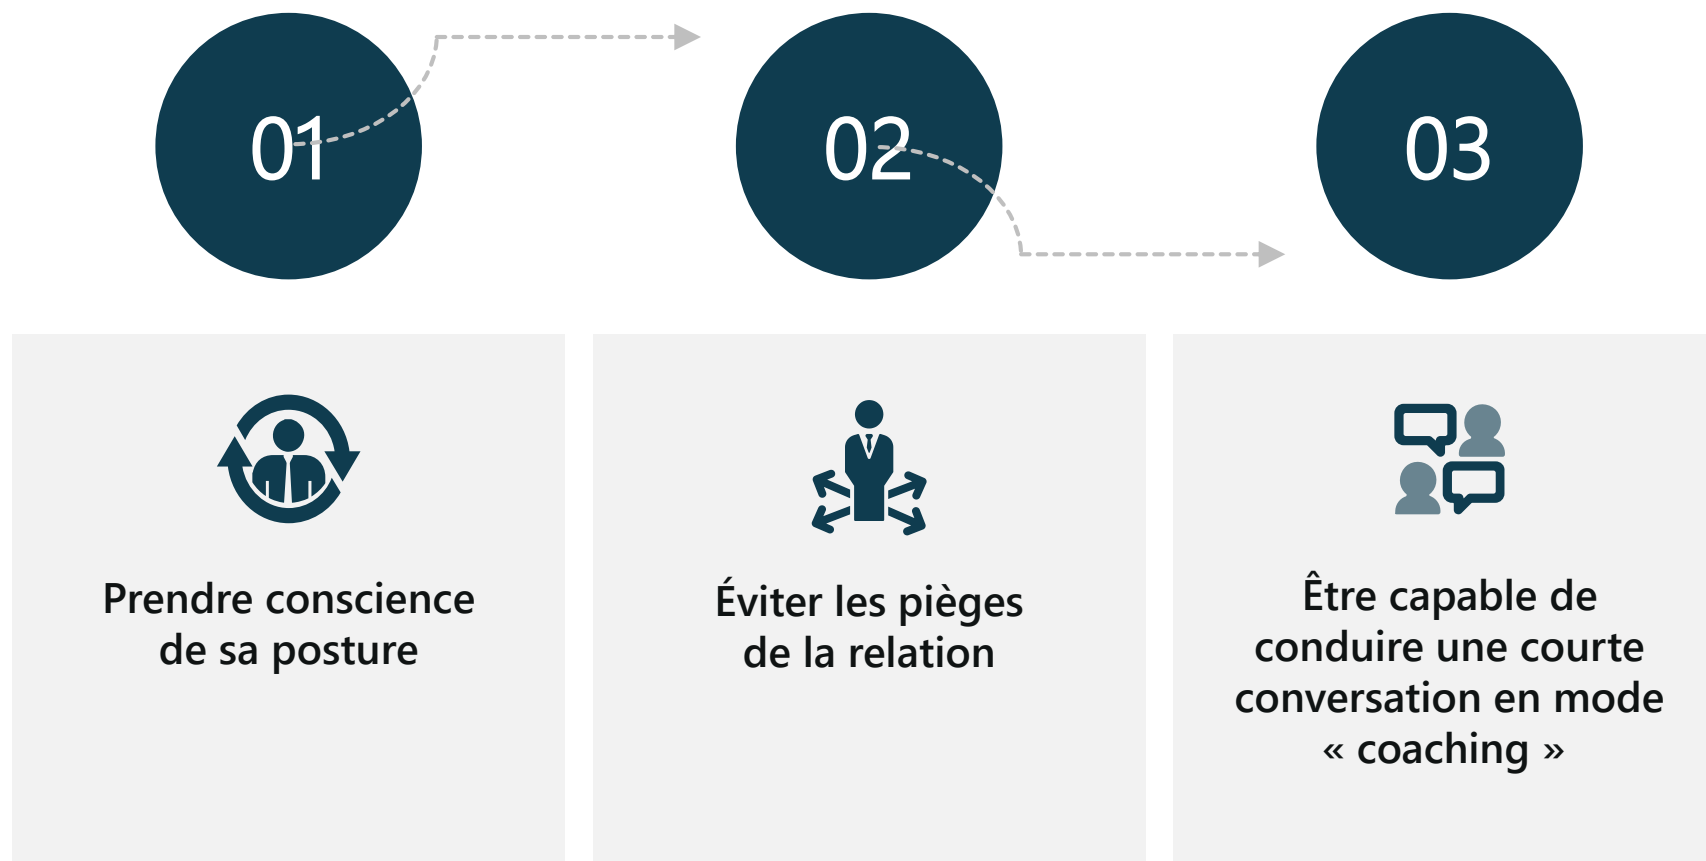 01
02
03
Prendre conscience
de sa posture
Éviter les pièges
de la relation
Être capable de
conduire une courte
conversation en mode
« coaching »